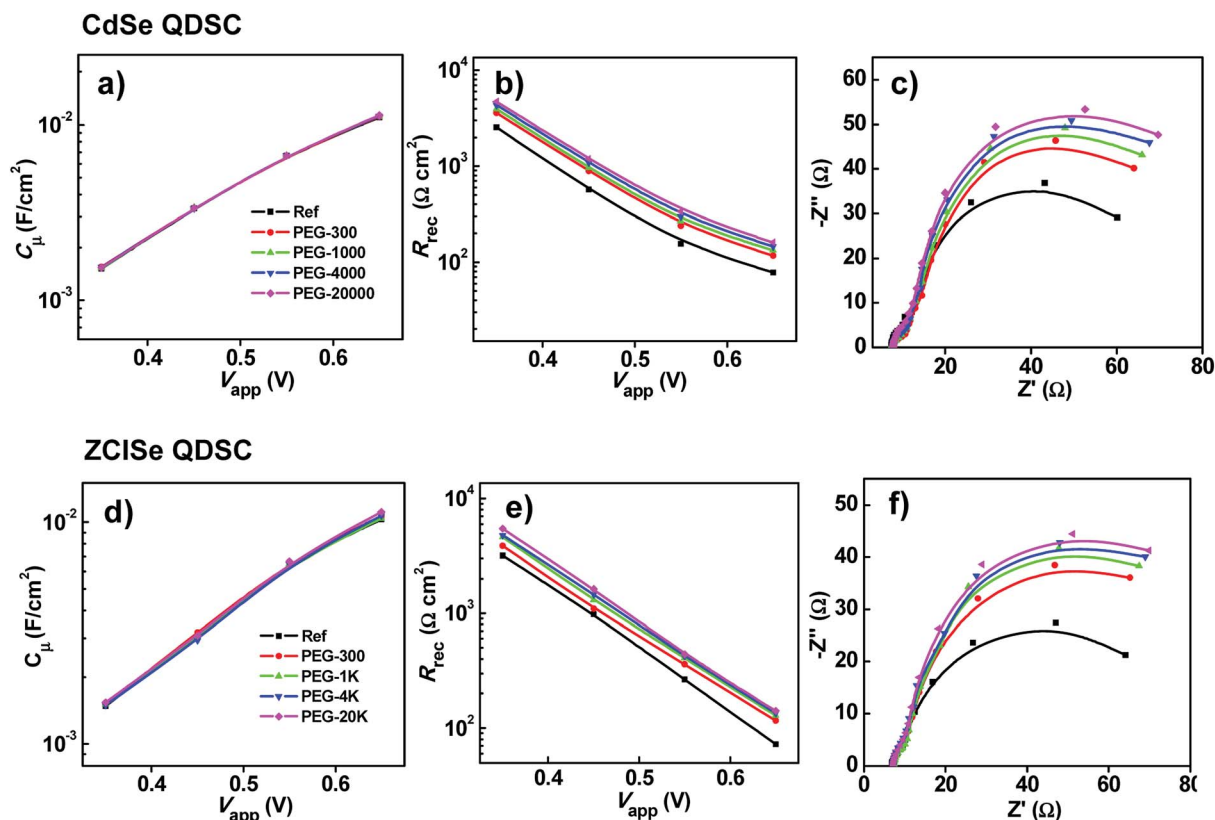 CdSe QDSC
a)
10⁻²
10⁻³
Cμ (F/cm²)
Ref
PEG-300
PEG-1000
PEG-4000
PEG-20000
0.4 0.5 0.6
Vapp (V)
b)
10⁴
10³
10²
Rrec (Ω cm²)
0.4 0.5 0.6
Vapp (V)
c)
60
50
40
30
20
10
0
-Z'' (Ω)
0 20 40 60 80
Z' (Ω)
ZCISe QDSC
d)
10⁻²
10⁻³
Cμ (F/cm²)
Ref
PEG-300
PEG-1K
PEG-4K
PEG-20K
0.4 0.5 0.6
Vapp (V)
e)
10⁴
10³
10²
Rrec (Ω cm²)
0.4 0.5 0.6
Vapp (V)
f)
50
40
30
20
10
0
-Z'' (Ω)
0 20 40 60 80
Z' (Ω)